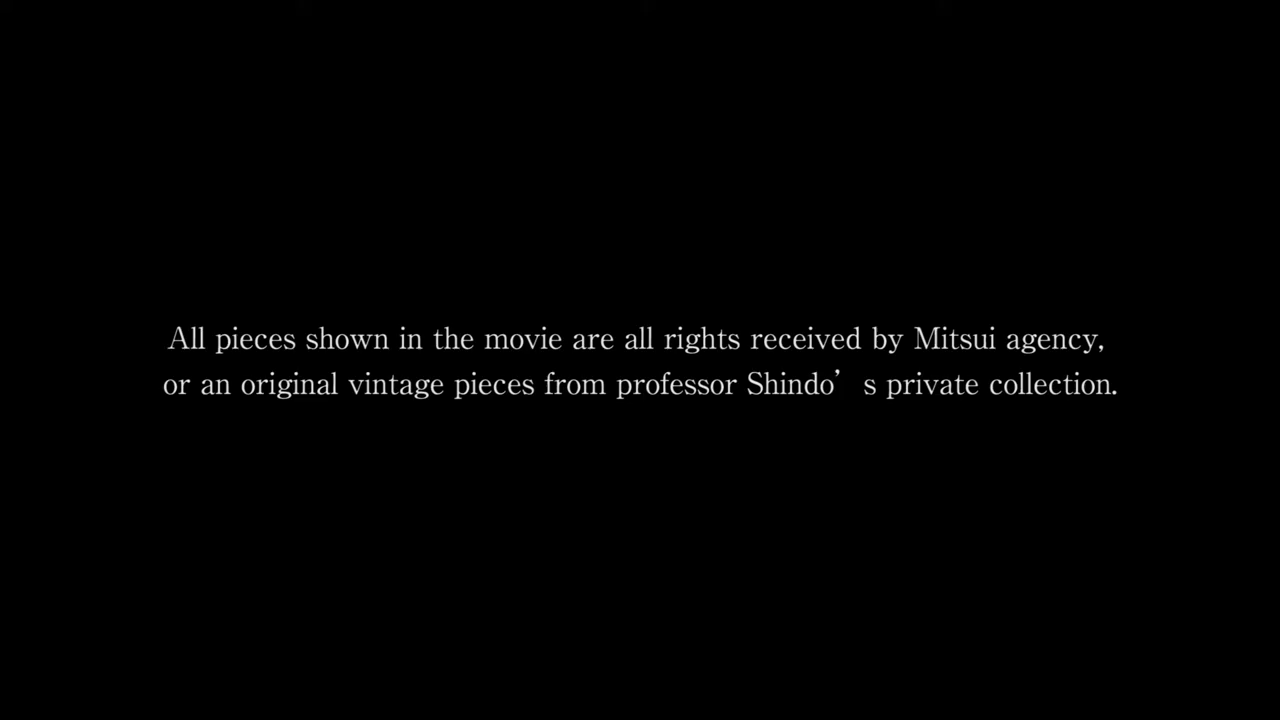 All pieces shown in the movie are all rights received by Mitsui agency,
or an original vintage pieces from professor Shindo’s private collection.